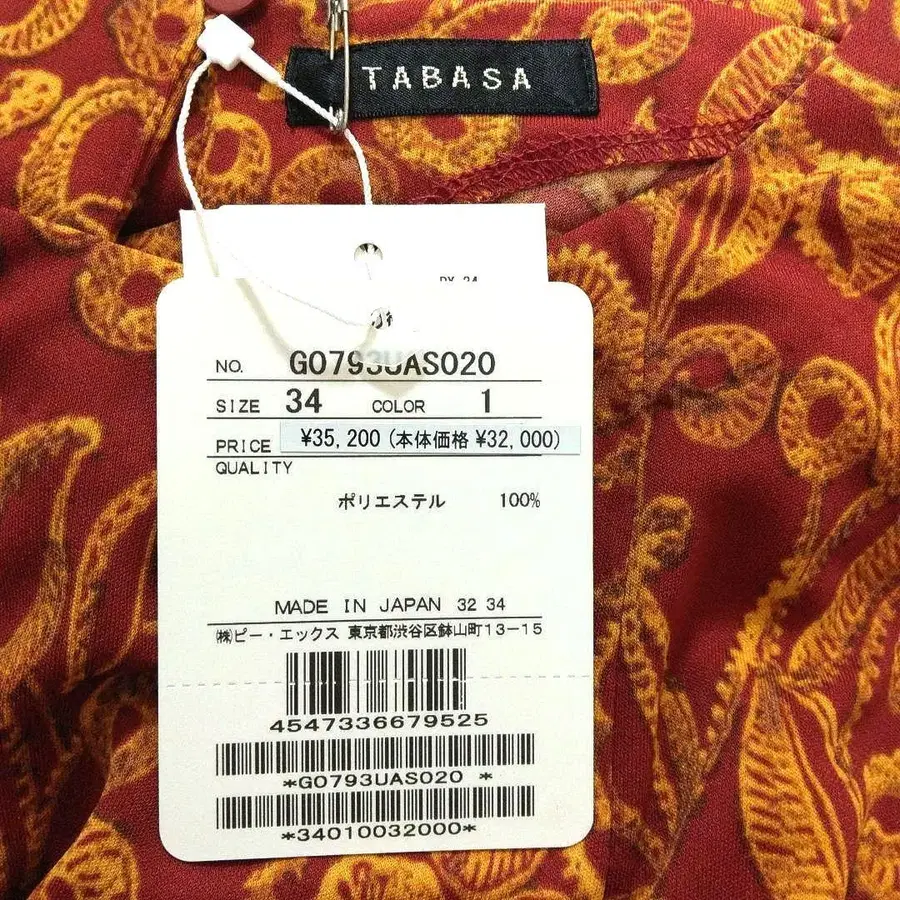 TABASA
NO. G0793UAS020
SIZE 34 COLOR 1
PRICE ¥35,200 (本体価格 ¥32,000)
QUALITY
ポリエステル 100%
MADE IN JAPAN 32 34
㈱ピー・エックス 東京都渋谷区鉢山町13-15
4547336679525
*G0793UAS020 *
*34010032000*